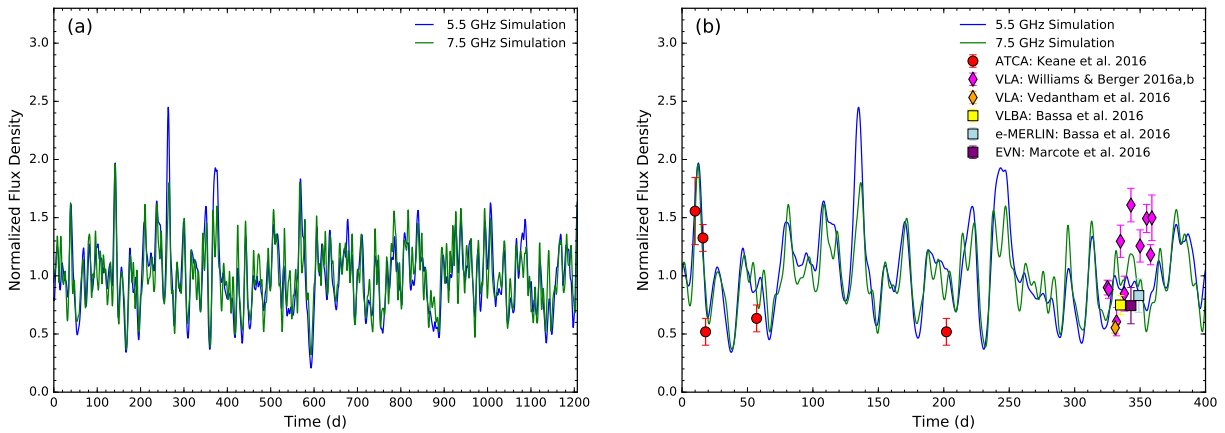 (a)
5.5 GHz Simulation
7.5 GHz Simulation
Normalized Flux Density
3.0
2.5
2.0
1.5
1.0
0.5
0.0
0 100 200 300 400 500 600 700 800 900 1000 1100 1200
Time (d)
(b)
5.5 GHz Simulation
7.5 GHz Simulation
ATCA: Keane et al. 2016
VLA: Williams & Berger 2016a,b
VLA: Vedantham et al. 2016
VLBA: Bassa et al. 2016
e-MERLIN: Bassa et al. 2016
EVN: Marcote et al. 2016
Normalized Flux Density
3.0
2.5
2.0
1.5
1.0
0.5
0.0
0 50 100 150 200 250 300 350 400
Time (d)